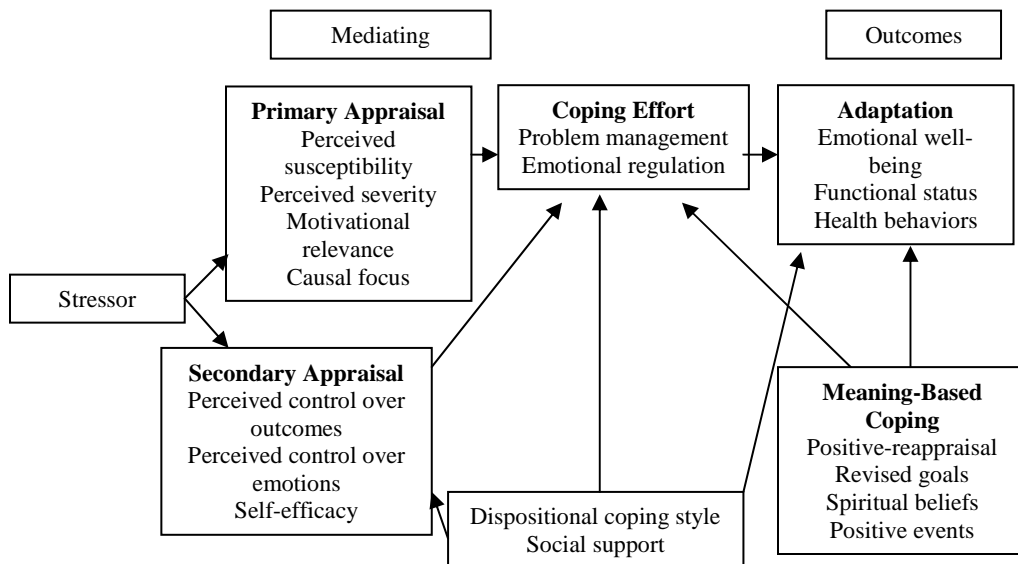 Mediating
Outcomes
Primary Appraisal
Perceived
susceptibility
Perceived severity
Motivational
relevance
Causal focus
Coping Effort
Problem management
Emotional regulation
Adaptation
Emotional well-
being
Functional status
Health behaviors
Stressor
Secondary Appraisal
Perceived control over
outcomes
Perceived control over
emotions
Self-efficacy
Meaning-Based
Coping
Positive-reappraisal
Revised goals
Spiritual beliefs
Positive events
Dispositional coping style
Social support